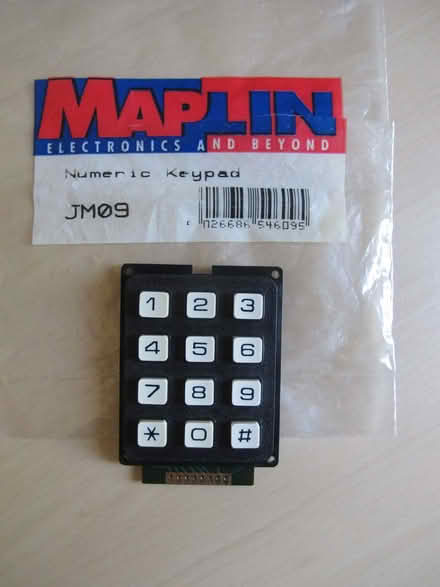 MAPLIN
ELECTRONICS AND BEYOND
Numeric Keypad
JM09
1 2 3
4 5 6
7 8 9
* 0 #